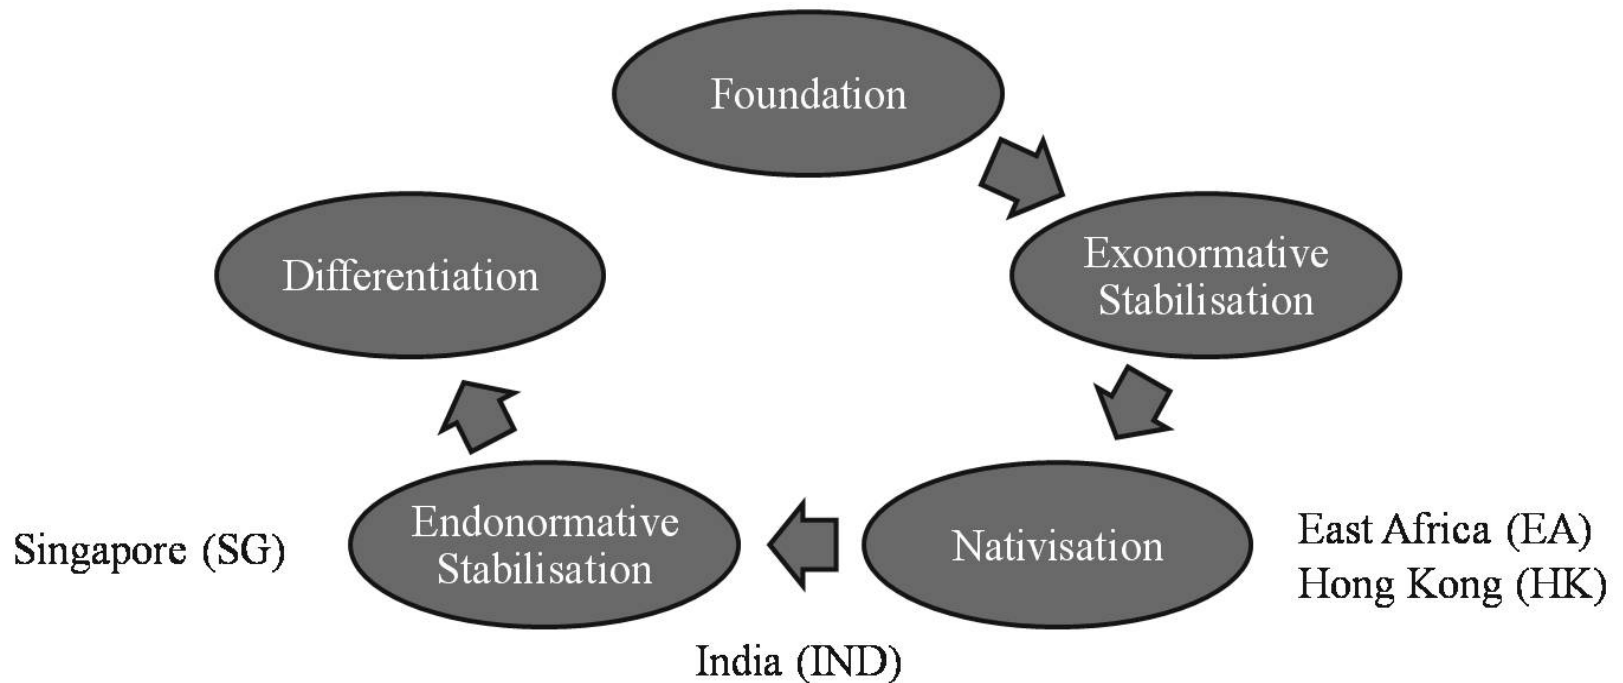 Foundation
Differentiation
Exonormative
Stabilisation
Singapore (SG)
Endonormative
Stabilisation
Nativisation
East Africa (EA)
Hong Kong (HK)
India (IND)